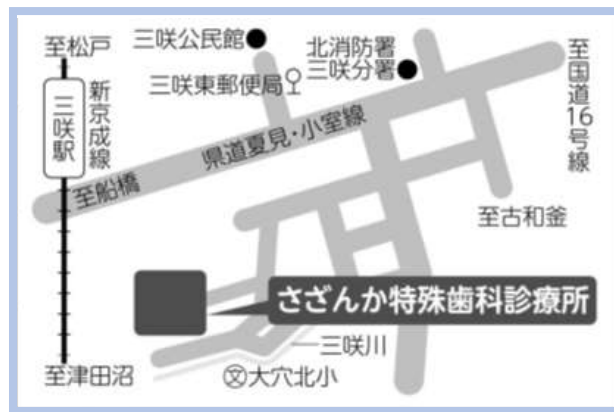 至松戸
三咲公民館
北消防署
三咲分署
三咲東郵便局
至国道16号線
新京成線
三咲駅
県道夏見・小室線
至船橋
至古和釜
さざんか特殊歯科診療所
三咲川
至津田沼
文大穴北小